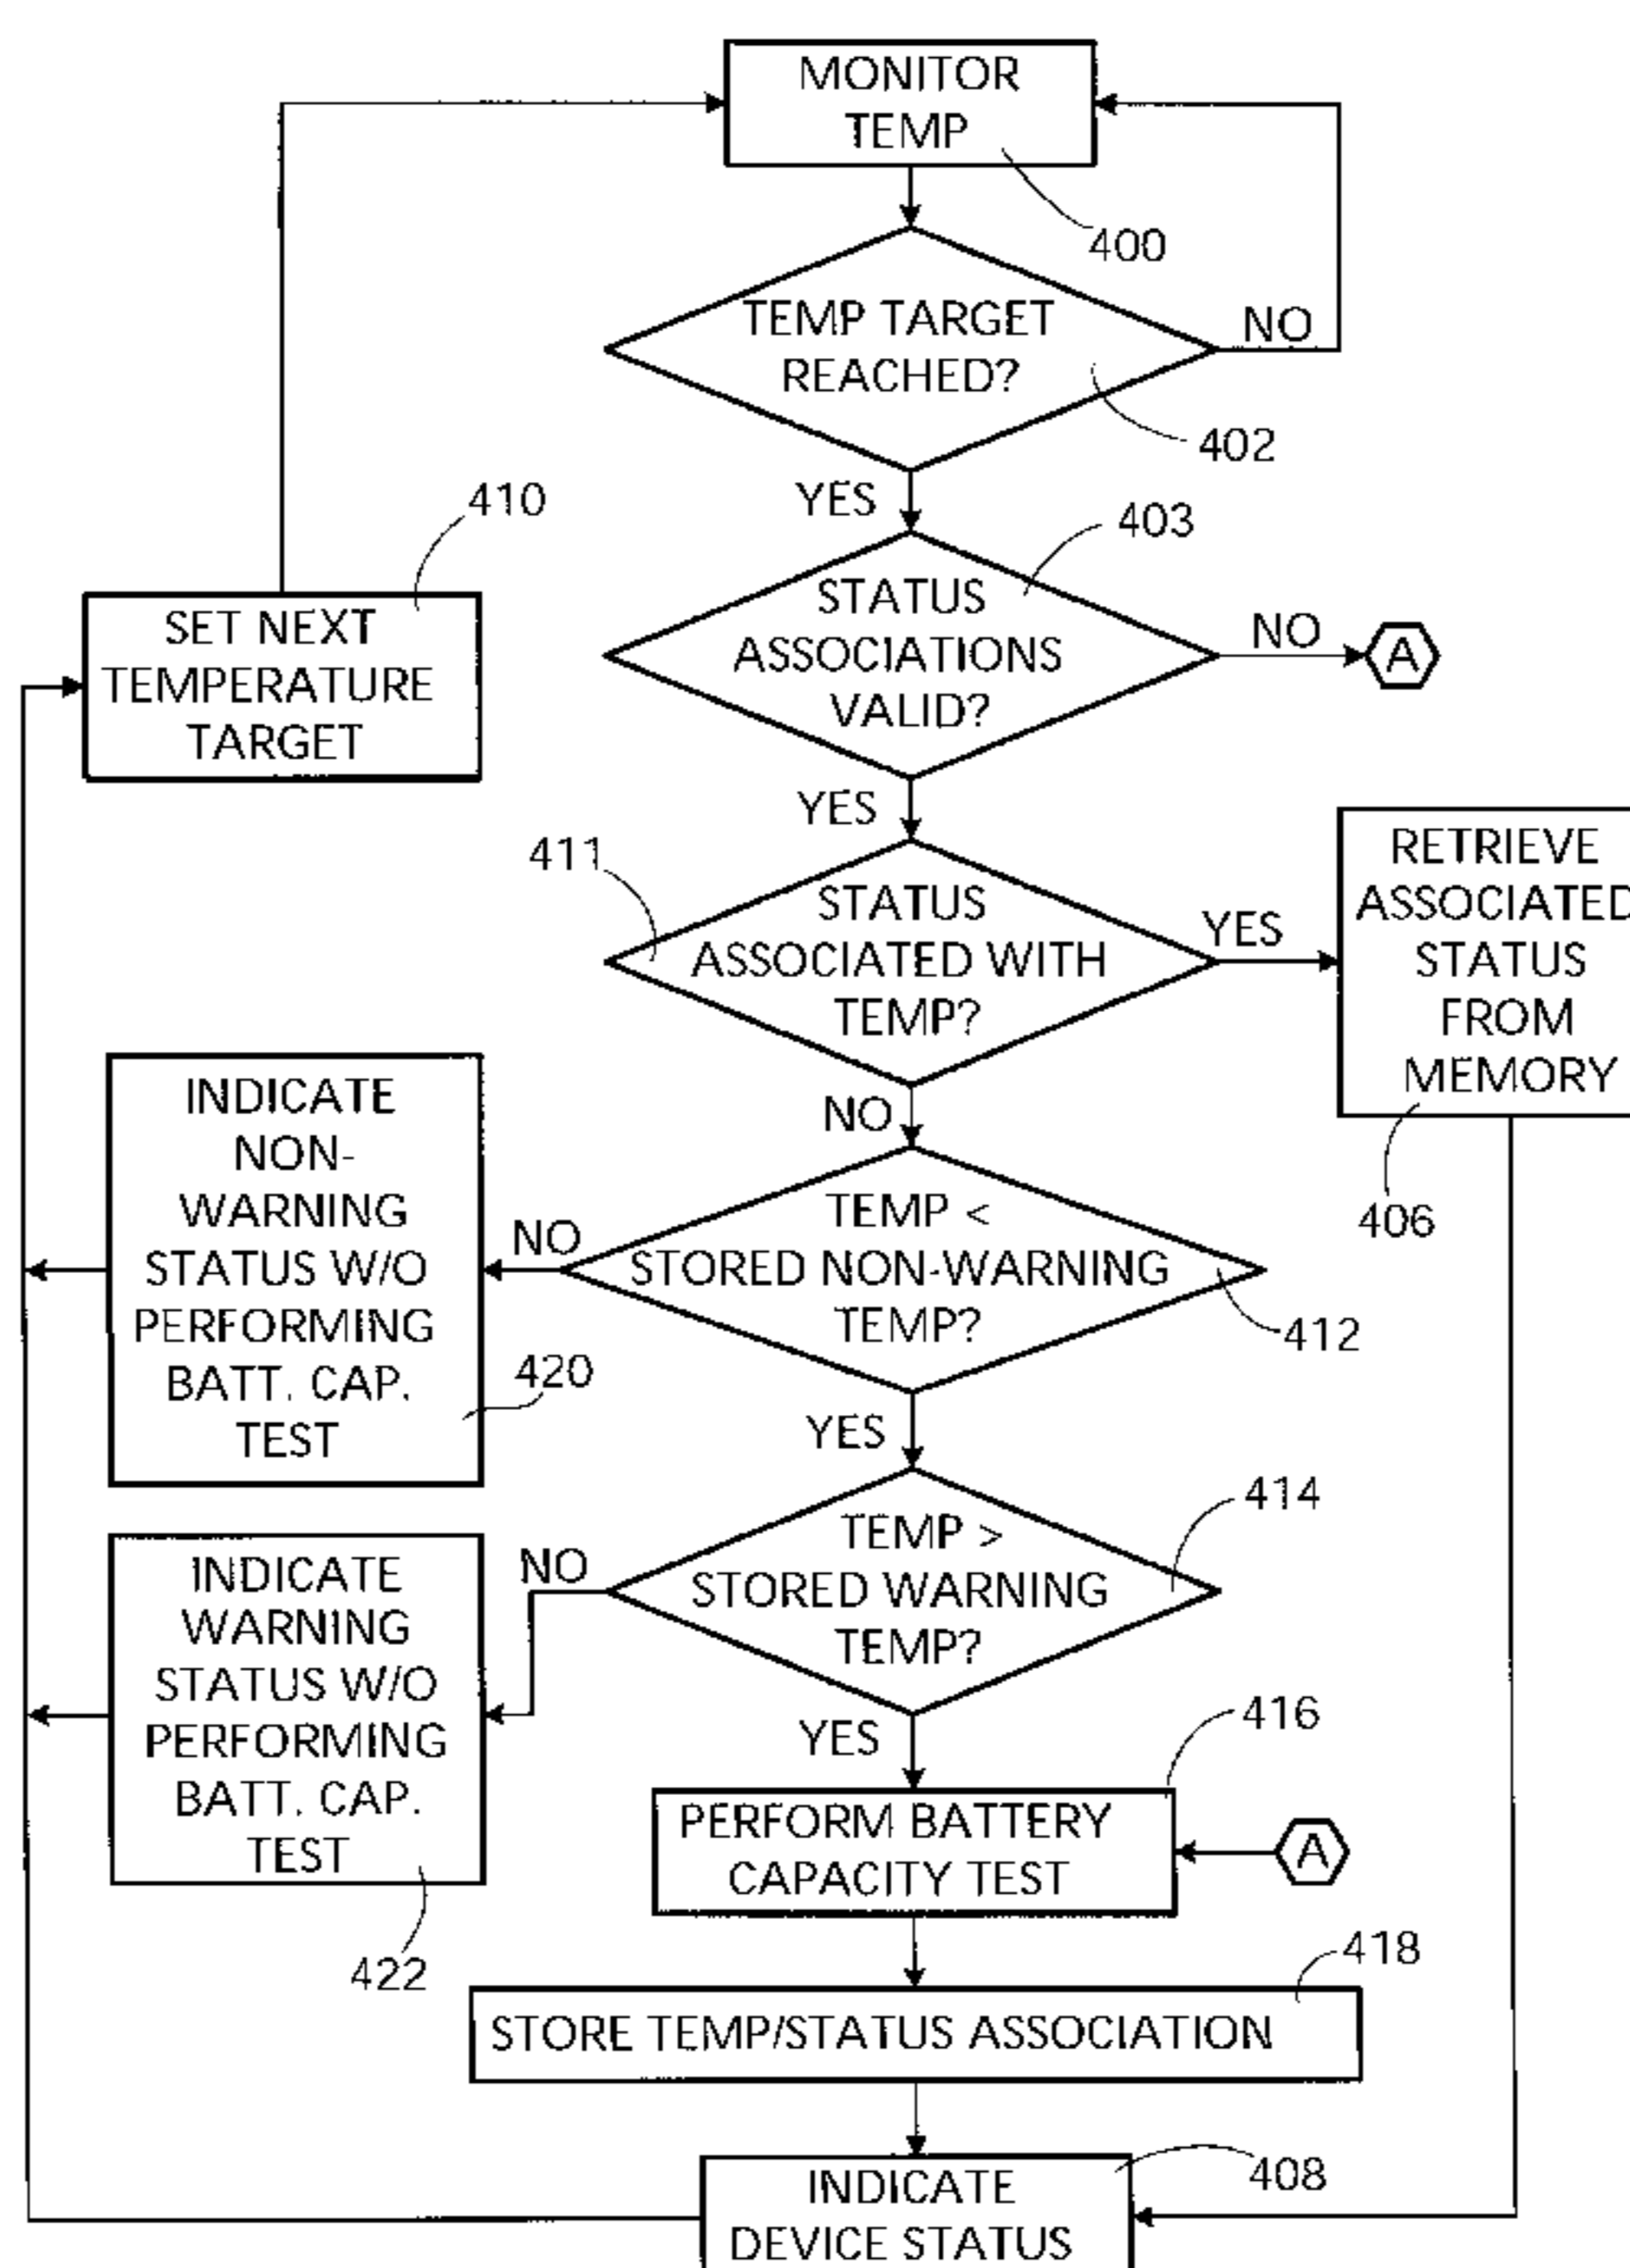 MONITOR
TEMP
400
TEMP TARGET
REACHED?
NO
402
YES
410
403
SET NEXT
TEMPERATURE
TARGET
STATUS
ASSOCIATIONS
VALID?
NO
A
YES
411
STATUS
ASSOCIATED WITH
TEMP?
YES
RETRIEVE
ASSOCIATED
STATUS
FROM
MEMORY
406
NO
INDICATE
NON-
WARNING
STATUS W/O
PERFORMING
BATT. CAP.
TEST
420
NO
TEMP <
STORED NON-WARNING
TEMP?
412
YES
414
TEMP >
STORED WARNING
TEMP?
NO
INDICATE
WARNING
STATUS W/O
PERFORMING
BATT. CAP.
TEST
422
YES
416
PERFORM BATTERY
CAPACITY TEST
A
418
STORE TEMP/STATUS ASSOCIATION
408
INDICATE
DEVICE STATUS